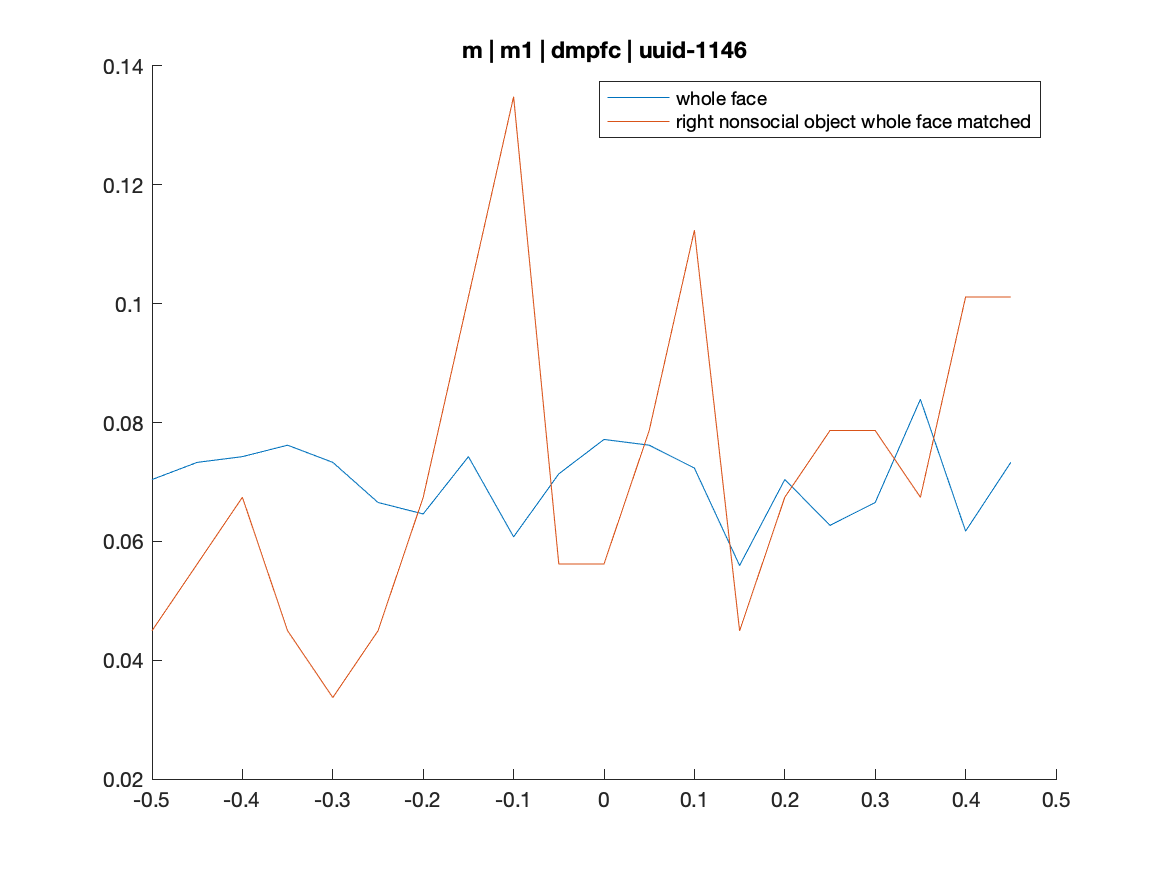 m | m1 | dmpfc | uuid-1146
whole face
right nonsocial object whole face matched
0.14
0.12
0.1
0.08
0.06
0.04
0.02
-0.5 -0.4 -0.3 -0.2 -0.1 0 0.1 0.2 0.3 0.4 0.5